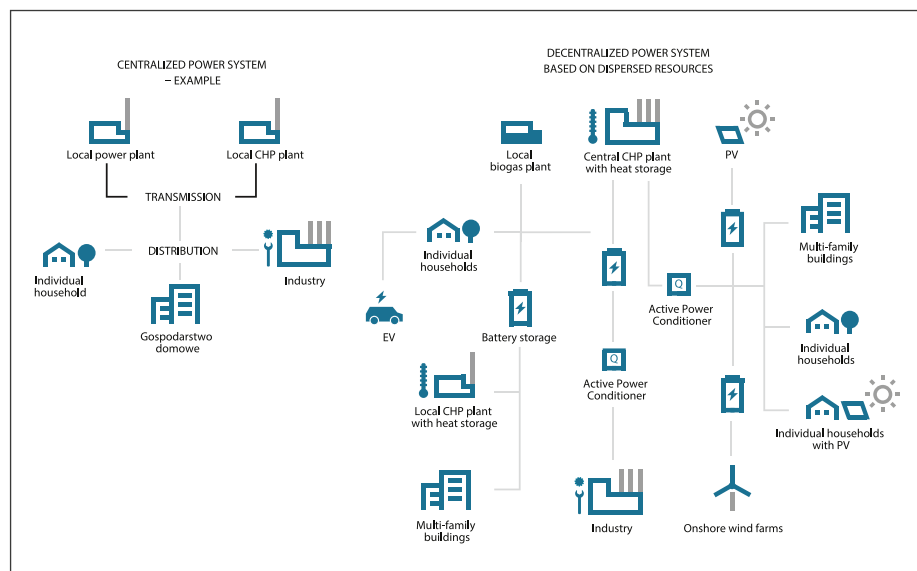 CENTRALIZED POWER SYSTEM
– EXAMPLE
Local power plant
Local CHP plant
TRANSMISSION
DISTRIBUTION
Individual
household
Industry
Gospodarstwo
domowe
DECENTRALIZED POWER SYSTEM
BASED ON DISPERSED RESOURCES
Local
biogas plant
Central CHP plant
with heat storage
PV
Individual
households
Multi-family
buildings
EV
Battery storage
Q
Active Power
Conditioner
Q
Active Power
Conditioner
Individual
households
Local CHP plant
with heat storage
Individual households
with PV
Multi-family
buildings
Industry
Onshore wind farms